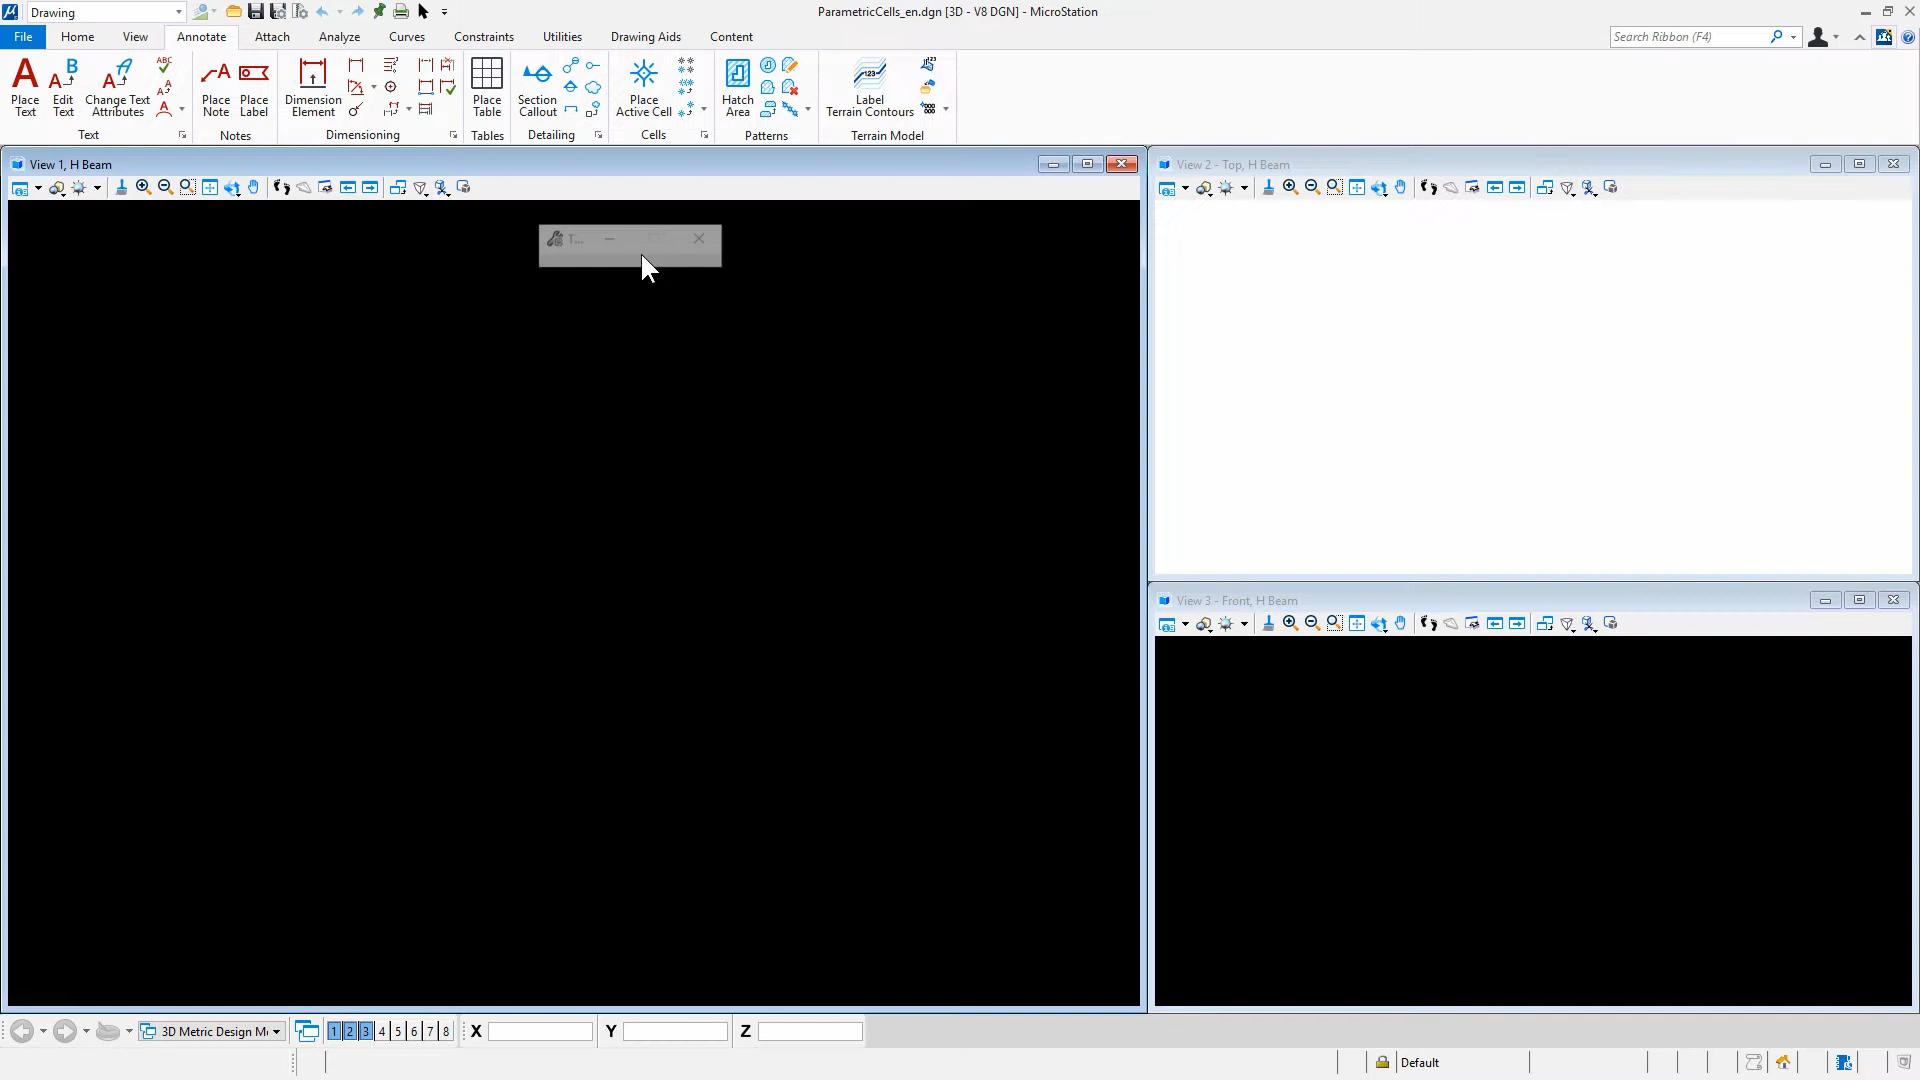 Drawing
ParametricCells_en.dgn [3D - V8 DGN] - MicroStation
File Home View Annotate Attach Analyze Curves Constraints Utilities Drawing Aids Content
Search Ribbon (F4)
Place Text
Edit Text
Change Text Attributes
ABC
Text
Place Note
Place Label
Notes
Dimension Element
Dimensioning
Place Table
Tables
Section Callout
Detailing
Place Active Cell
Cells
Hatch Area
Patterns
Label Terrain Contours
Terrain Model
View 1, H Beam
T...
View 2 - Top, H Beam
View 3 - Front, H Beam
3D Metric Design M
1 2 3 4 5 6 7 8
X
Y
Z
Default